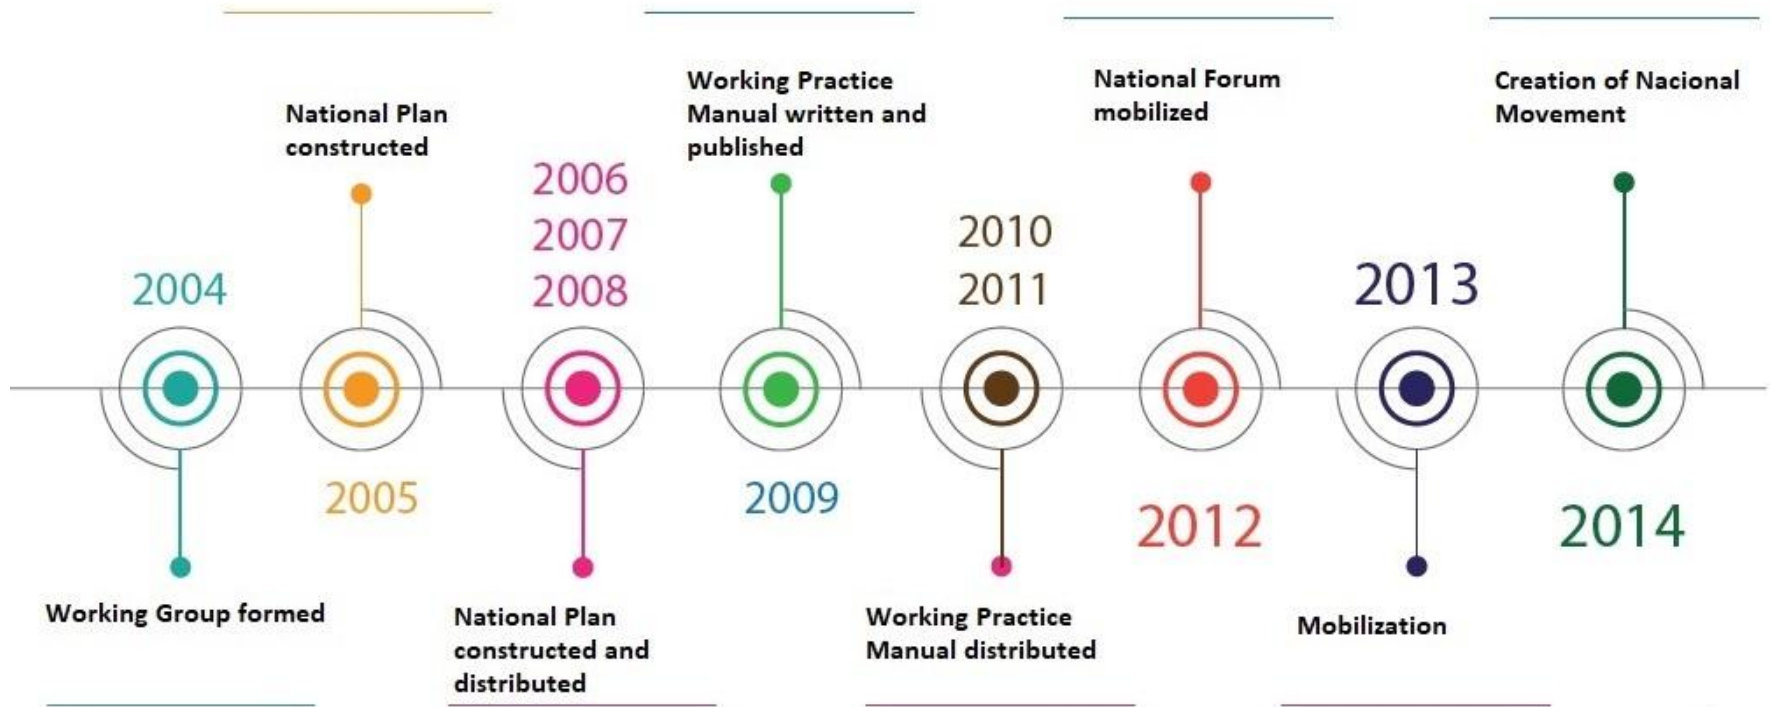 2004
Working Group formed
National Plan
constructed
2005
2006
2007
2008
National Plan
constructed and
distributed
Working Practice
Manual written and
published
2009
2010
2011
Working Practice
Manual distributed
National Forum
mobilized
2012
2013
Mobilization
Creation of Nacional
Movement
2014